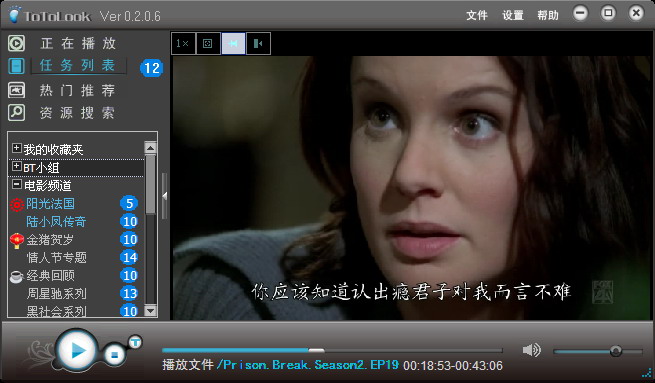 ToToLook Ver0.2.6
文件 设置 帮助
正在播放
任务列表 12
热门推荐
资源搜索
1×
我的收藏夹
BT小组
电影频道
阳光法国 5
陆小凤传奇 10
金猪贺岁 10
情人节专题 14
经典回顾 10
周星驰系列 13
黑社会系列 11
你应该知道认出瘾君子对我而言不难
FOX
播放文件 /Prison.Break.Season2.EP19 00:18:53-00:43:06